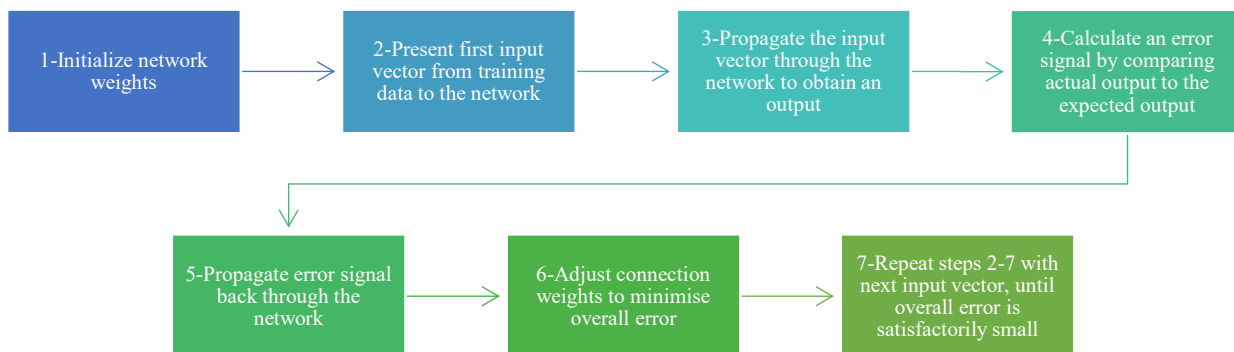 1-Initialize network
weights
2-Present first input
vector from training
data to the network
3-Propagate the input
vector through the
network to obtain an
output
4-Calculate an error
signal by comparing
actual output to the
expected output
5-Propagate error signal
back through the
network
6-Adjust connection
weights to minimise
overall error
7-Repeat steps 2-7 with
next input vector, until
overall error is
satisfactorily small